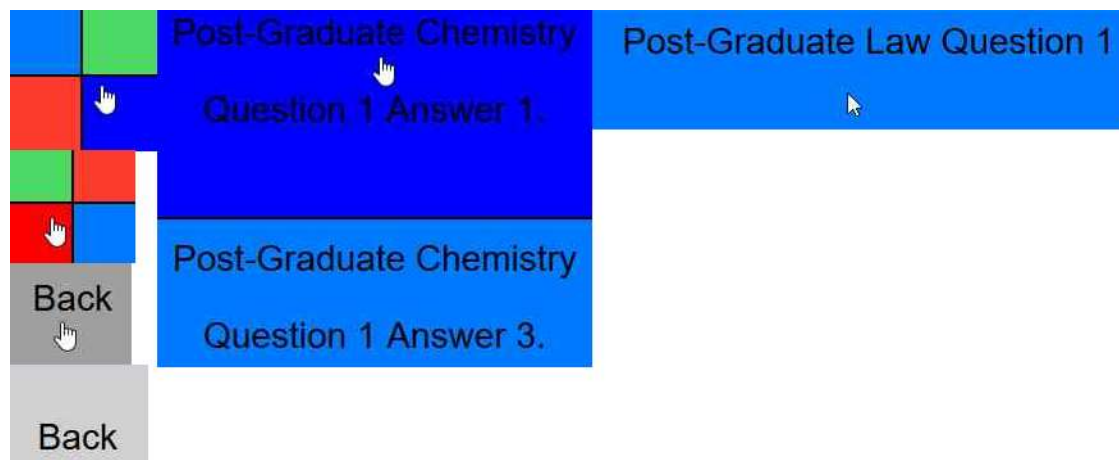 Post-Graduate Chemistry
Question 1 Answer 1.
Post-Graduate Law Question 1
Post-Graduate Chemistry
Question 1 Answer 3.
Back
Back